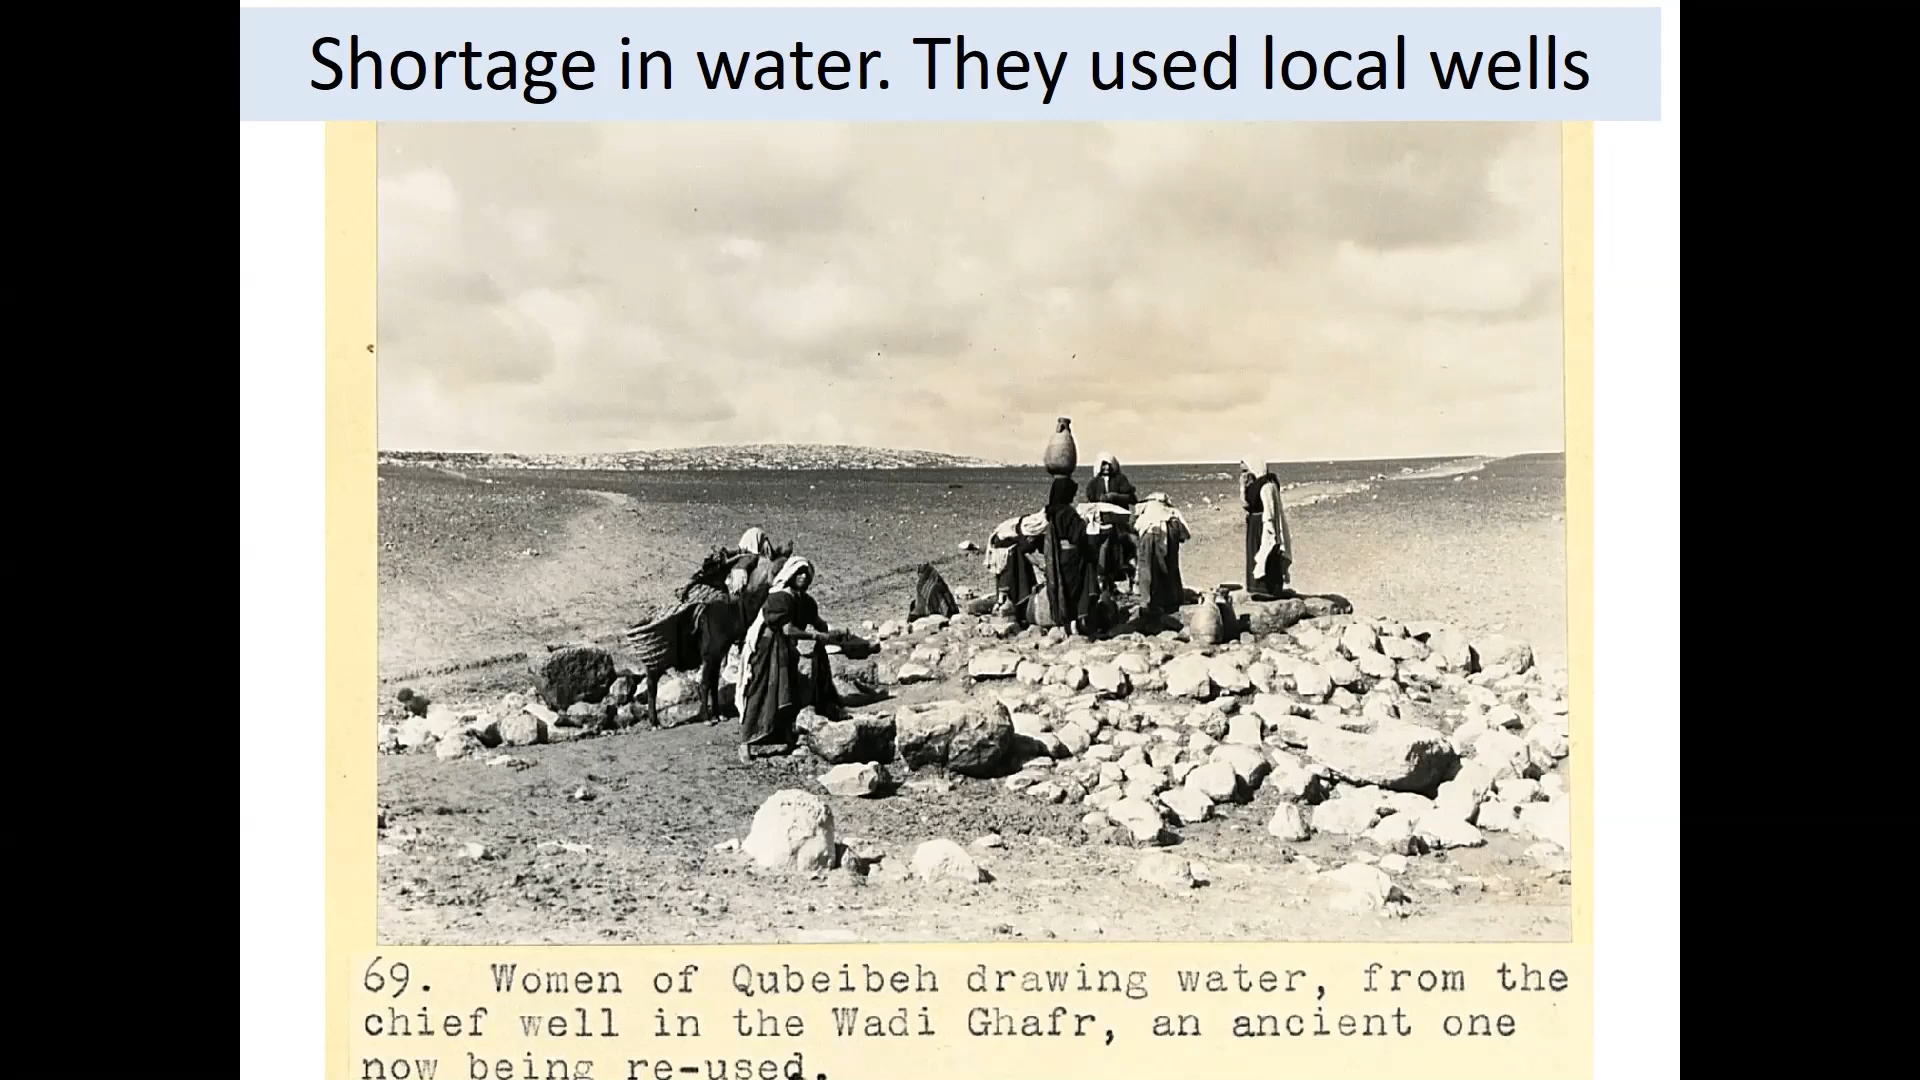 Shortage in water. They used local wells
69. Women of Qubeibeh drawing water, from the
chief well in the Wadi Ghafr, an ancient one
now being re-used.